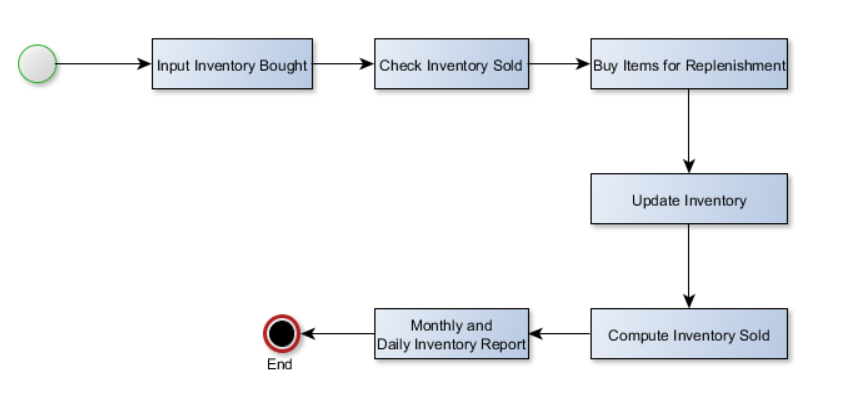 Input Inventory Bought
Check Inventory Sold
Buy Items for Replenishment
Update Inventory
Compute Inventory Sold
Monthly and
Daily Inventory Report
End